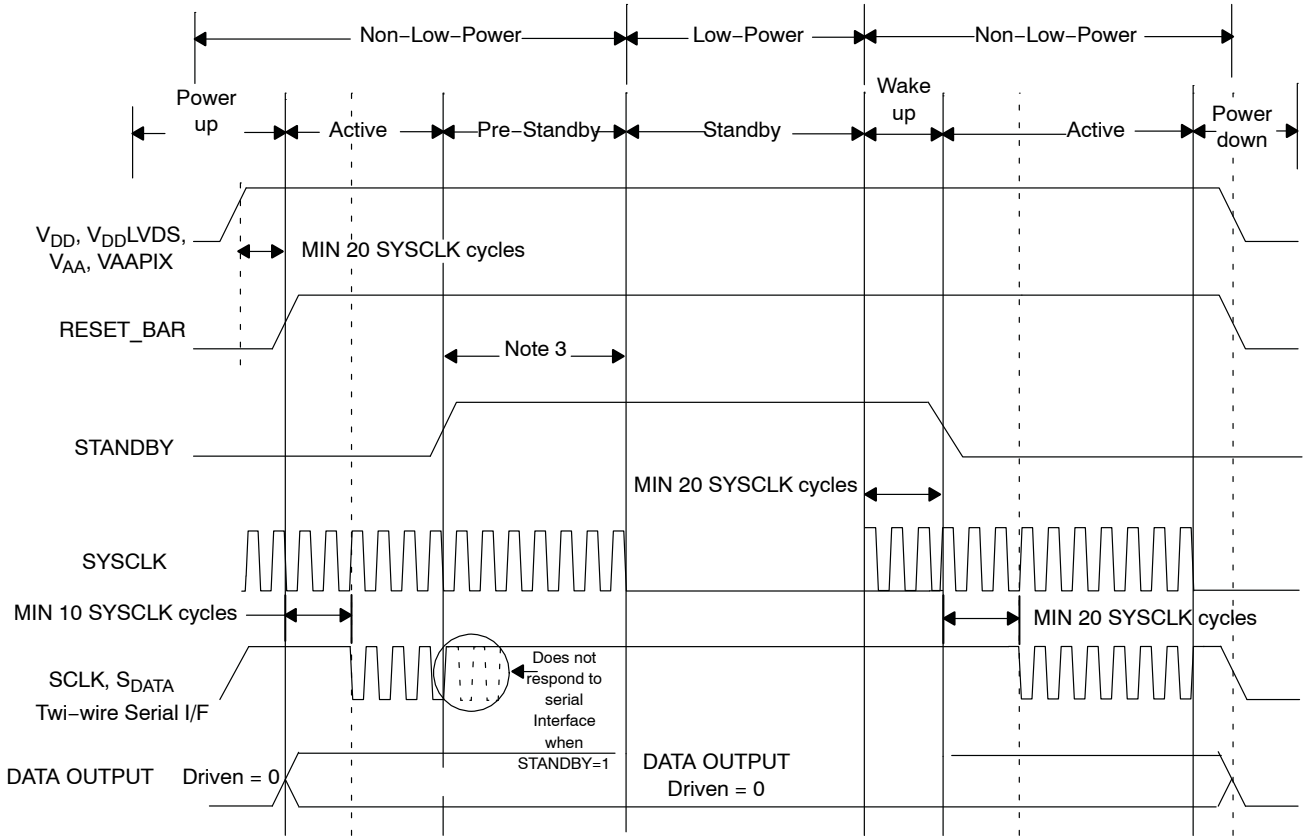 Non−Low−Power
Low−Power
Non−Low−Power
Power
up
Active
Pre−Standby
Standby
Wake
up
Active
Power
down
VDD, VDDLVDS,
VAA, VAAPIX
MIN 20 SYSCLK cycles
RESET_BAR
Note 3
STANDBY
MIN 20 SYSCLK cycles
SYSCLK
MIN 10 SYSCLK cycles
MIN 20 SYSCLK cycles
SCLK, SDATA
Twi−wire Serial I/F
Does not
respond to
serial
Interface
when
STANDBY=1
DATA OUTPUT
Driven = 0
DATA OUTPUT
Driven = 0